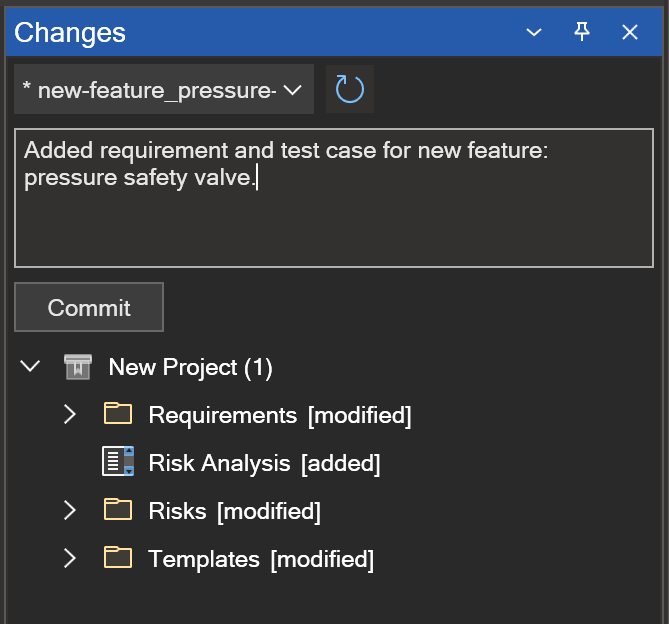 Changes
* new-feature_pressure-
Added requirement and test case for new feature:
pressure safety valve.
Commit
New Project (1)
Requirements [modified]
Risk Analysis [added]
Risks [modified]
Templates [modified]